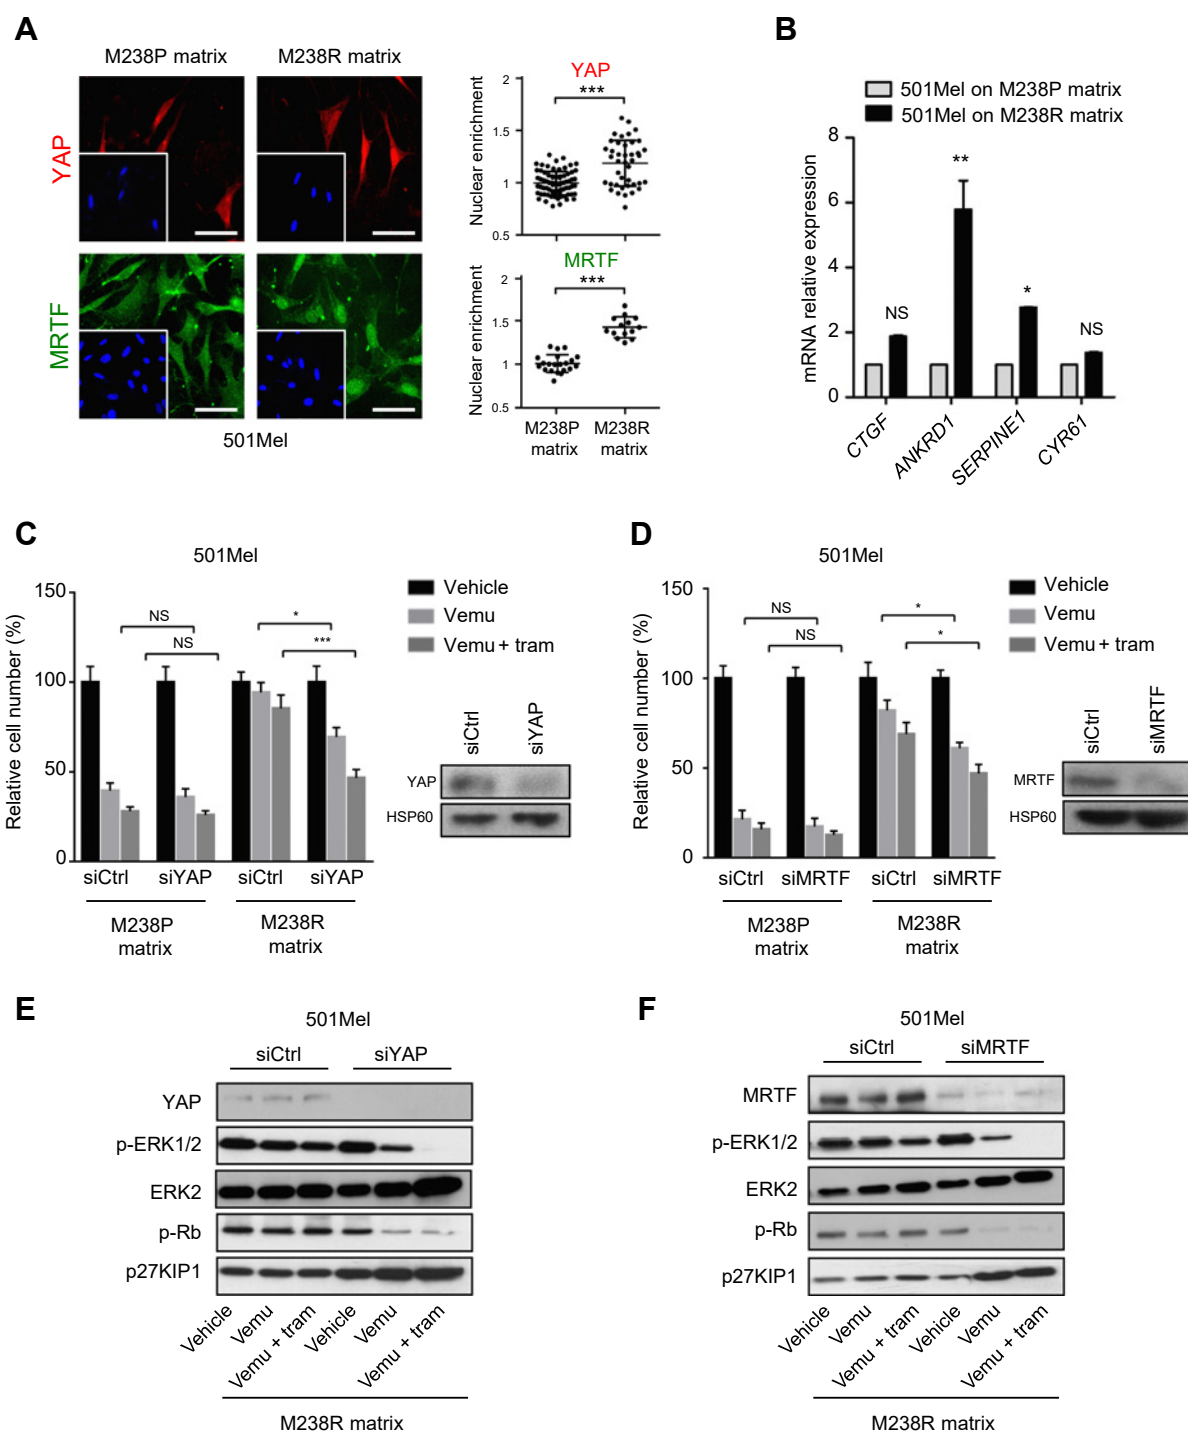 A
M238P matrix
M238R matrix
YAP
MRTF
501Mel
YAP
***
Nuclear enrichment
2
1.5
1
0.5
MRTF
***
Nuclear enrichment
2
1.5
1
0.5
M238P matrix
M238R matrix
B
501Mel on M238P matrix
501Mel on M238R matrix
mRNA relative expression
8
6
4
2
0
NS
**
*
NS
CTGF
ANKRD1
SERPINE1
CYR61
C
501Mel
Relative cell number (%)
150
100
50
0
NS
NS
*
***
Vehicle
Vemu
Vemu + tram
siCtrl
siYAP
siCtrl
siYAP
M238P matrix
M238R matrix
siCtrl
siYAP
YAP
HSP60
D
501Mel
Relative cell number (%)
150
100
50
0
NS
NS
*
*
Vehicle
Vemu
Vemu + tram
siCtrl
siMRTF
siCtrl
siMRTF
M238P matrix
M238R matrix
siCtrl
siMRTF
MRTF
HSP60
E
501Mel
siCtrl
siYAP
YAP
p-ERK1/2
ERK2
p-Rb
p27KIP1
Vehicle
Vemu
Vemu + tram
Vehicle
Vemu
Vemu + tram
M238R matrix
F
501Mel
siCtrl
siMRTF
MRTF
p-ERK1/2
ERK2
p-Rb
p27KIP1
Vehicle
Vemu
Vemu + tram
Vehicle
Vemu
Vemu + tram
M238R matrix